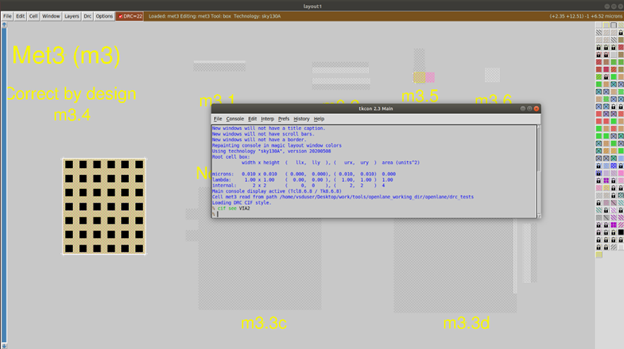 layout1
File Edit Cell Window Layers Drc Options DRC=22 Loaded: met3 Editing: met3 Tool: box Technology: sky130A (+2.35 +12.51) -1 +6.52 microns
Met3 (m3)
Correct by design
m3.4
m3.1
m3.5
m3.6
tkcon 2.3 Main
File Console Edit Interp Prefs History Help
New windows will not have a title caption.
New windows will not have scroll bars.
New windows will not have a border.
Repainting console in magic layout window colors
Using technology "sky130A", version 20200508
Root cell box:
width x height ( llx, lly ), ( urx, ury ) area (units^2)
microns: 0.010 x 0.010 ( 0.000, 0.000), ( 0.010, 0.010) 0.000
lambda: 1.00 x 1.00 ( 0.00, 0.00 ), ( 1.00, 1.00 ) 1.00
internal: 2 x 2 ( 0, 0 ), ( 2, 2 ) 4
Main console display active (Tcl8.6.8 / Tk8.6.8)
Cell met3 read from path /home/vsduser/Desktop/work/tools/openlane_working_dir/openlane/drc_tests
Loading DRC CIF style.
% cif see VIA2
%
m3.3c
m3.3d